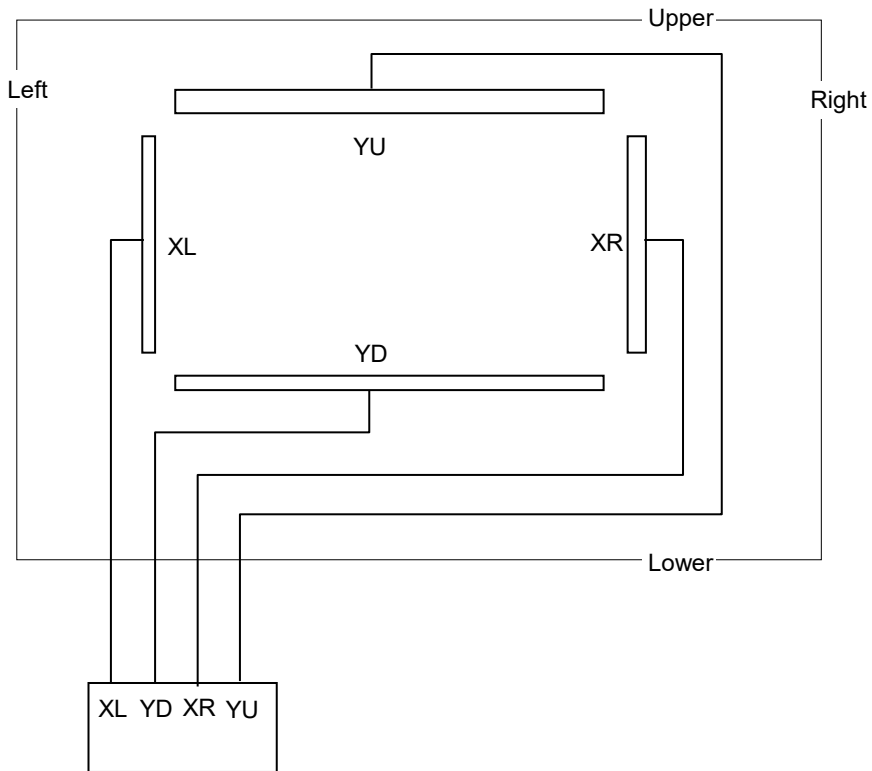 Upper
Left
Right
YU
XL
XR
YD
Lower
XL YD XR YU